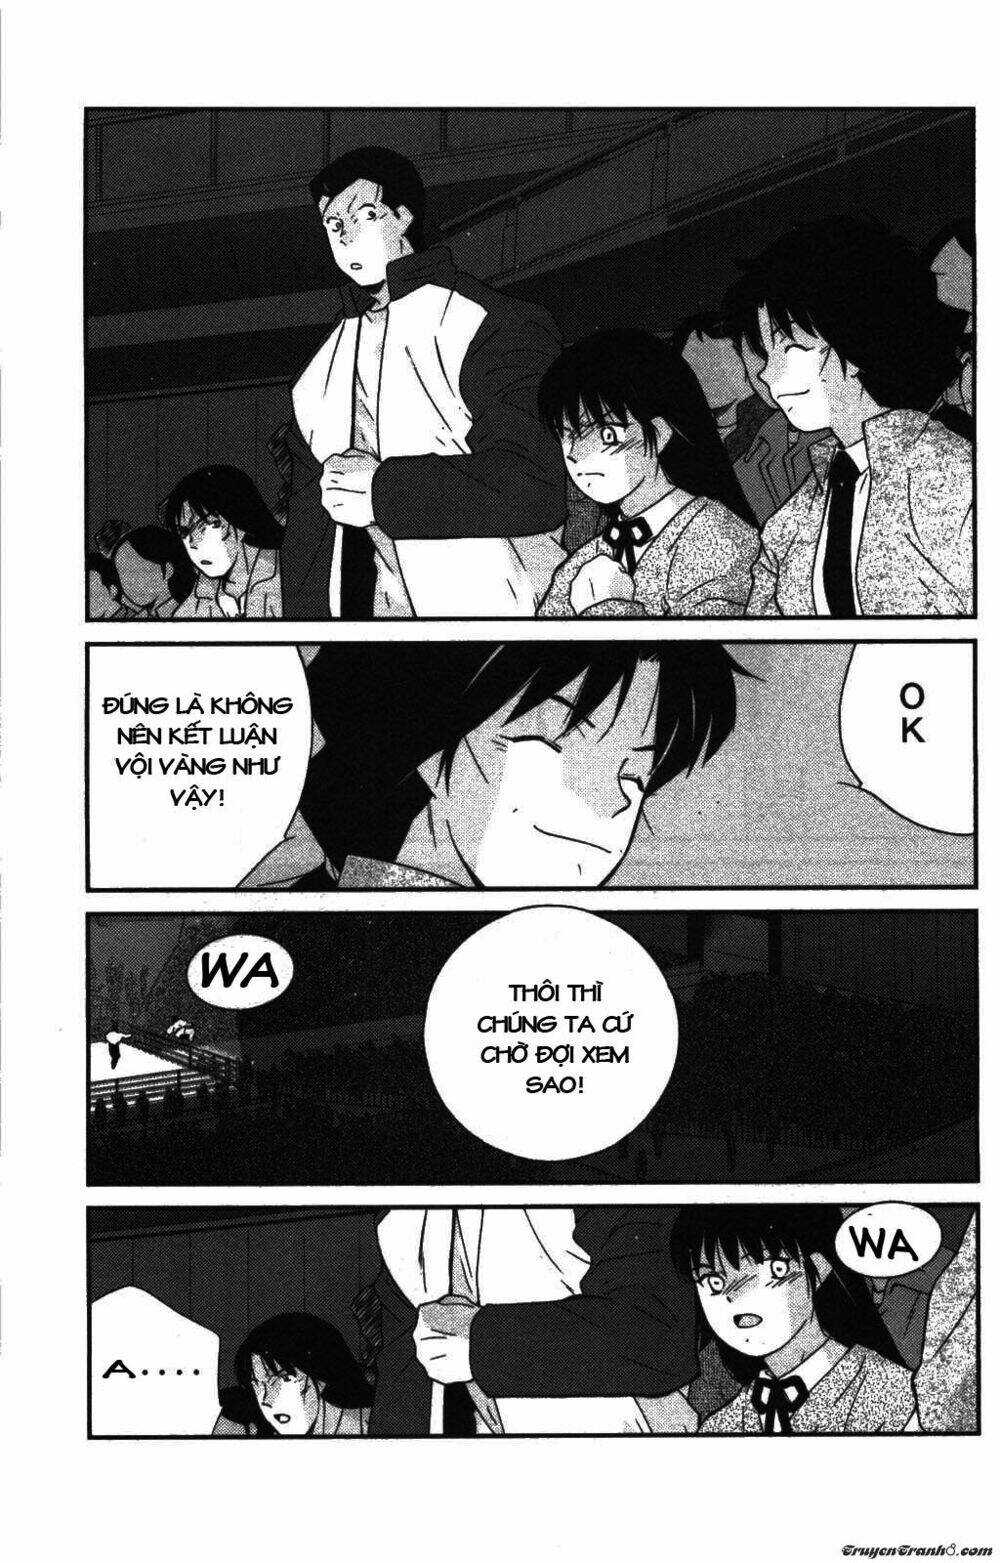 O
K
ĐÚNG LÀ KHÔNG
NÊN KẾT LUẬN
VỘI VÀNG NHƯ
VẬY!
WA
THÔI THÌ
CHÚNG TA CỨ
CHỜ ĐỢI XEM
SAO!
WA
A....
TruyenTranh8.com